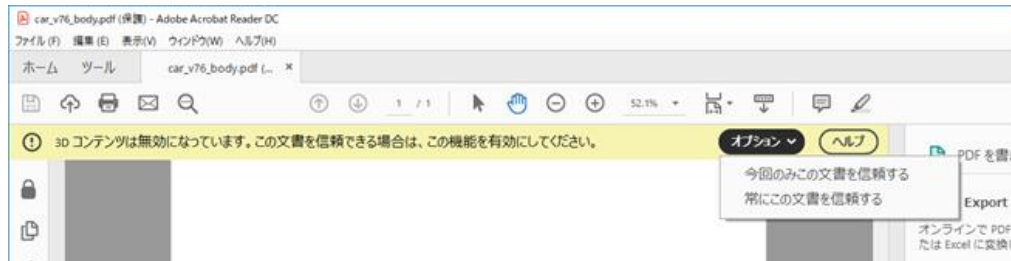 car_v76_body.pdf (保護) - Adobe Acrobat Reader DC
ファイル(F) 編集(E) 表示(V) ウィンドウ(W) ヘルプ(H)
ホーム ツール car_v76_body.pdf (... ×
1 / 1 52.1%
3D コンテンツは無効になっています。この文書を信頼できる場合は、この機能を有効にしてください。 オプション ヘルプ
今回のみこの文書を信頼する
常にこの文書を信頼する
PDF を書
Export
オンラインで PDF
たは Excel に変換